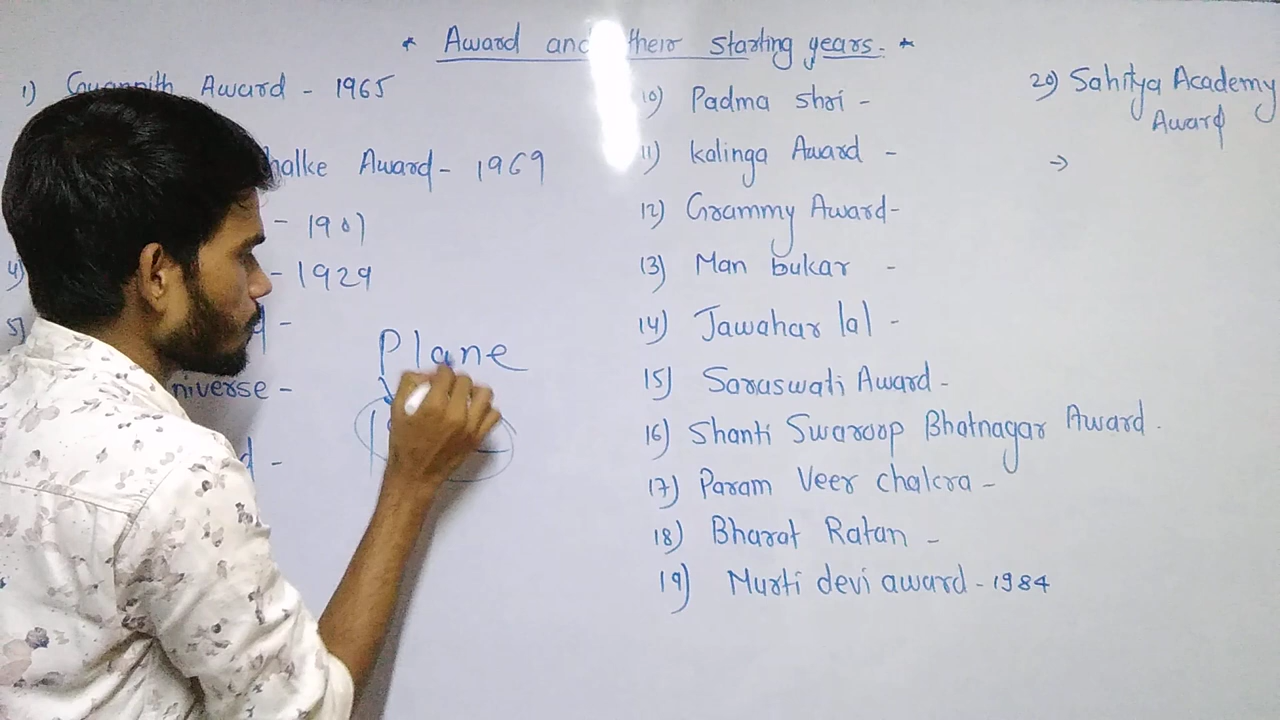 * Award and their starting years. *
1) Gyanpith Award - 1965
halke Award - 1969
- 1901
4) - 1929
5) -
niverse -
d -
Plane
10) Padma shri -
11) Kalinga Award -
12) Grammy Award-
13) Man bukar -
14) Jawahar lal -
15) Saraswati Award -
16) Shanti Swaroop Bhatnagar Award.
17) Param Veer chakra -
18) Bharat Ratan -
19) Murti devi award - 1984
20) Sahitya Academy
Award
→